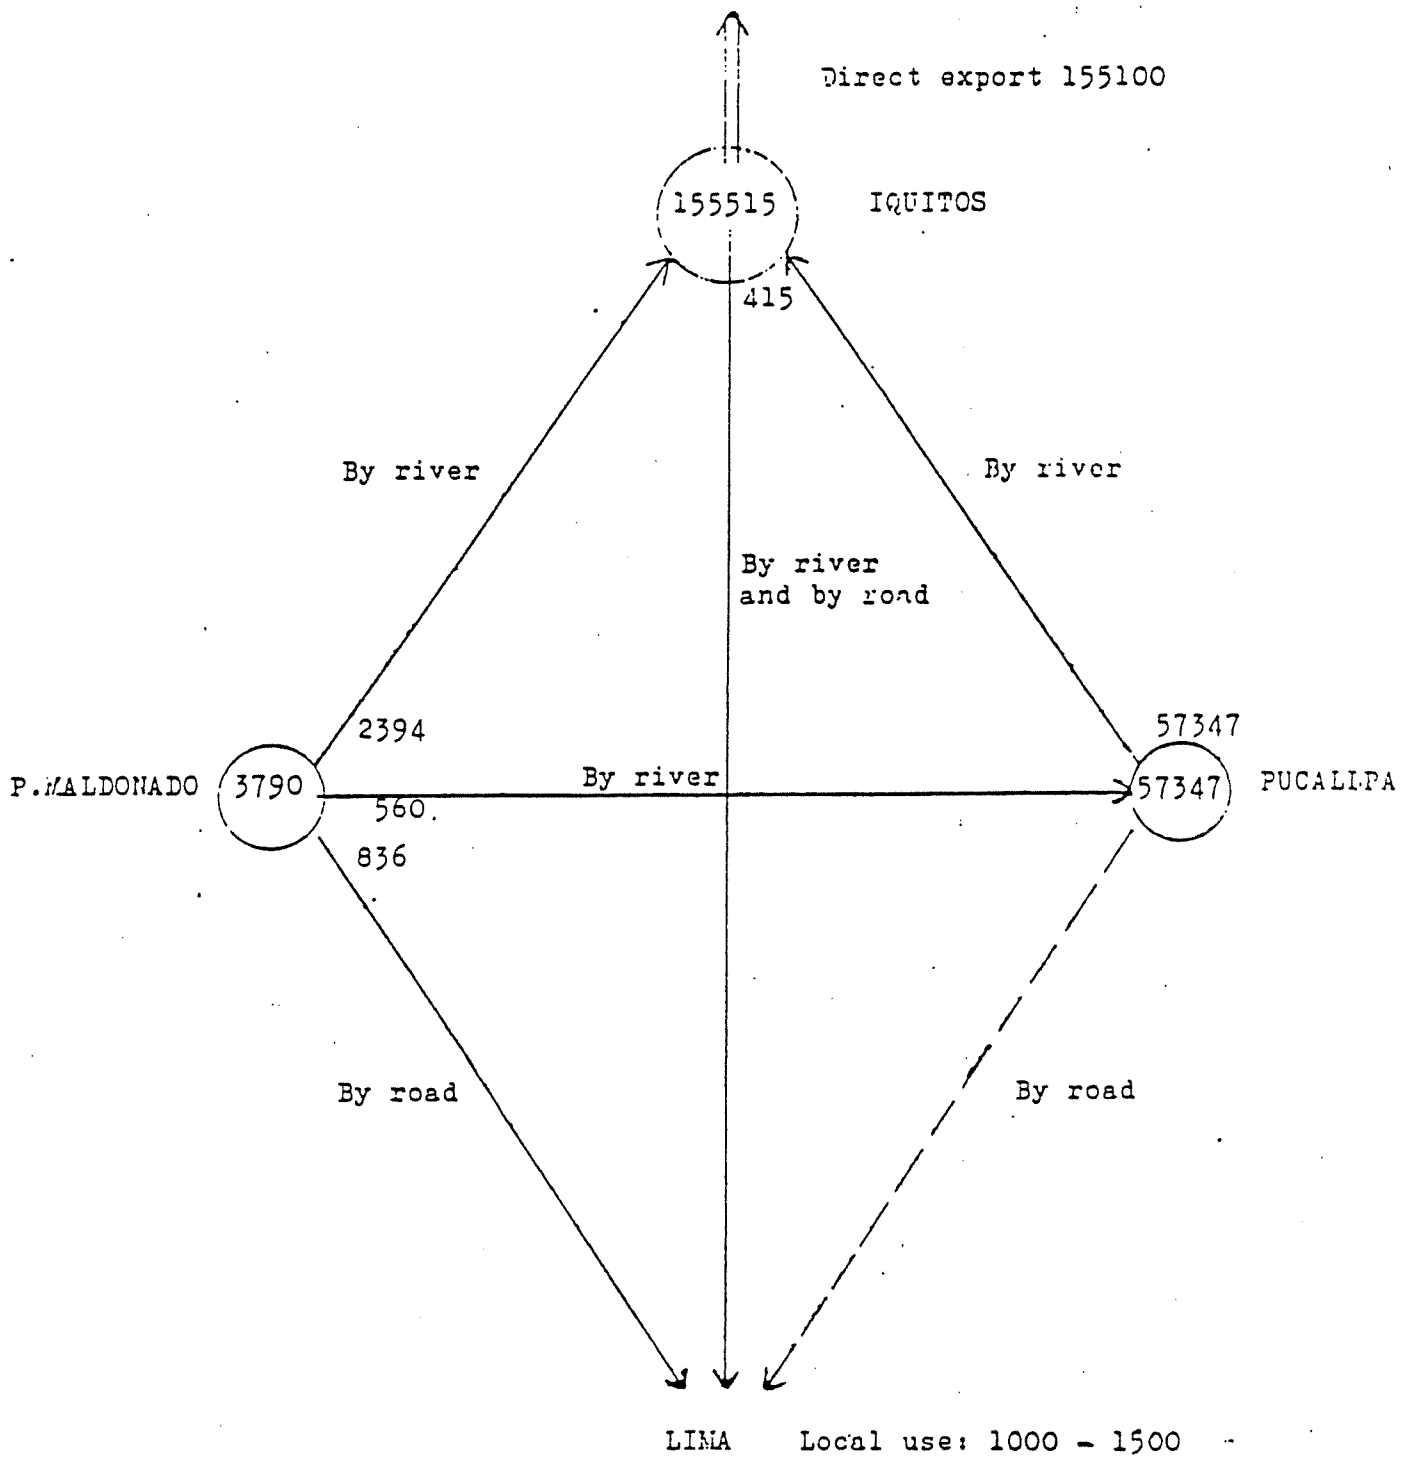 Direct export 155100
155515 IQUITOS
415
By river
By river
By river
and by road
2394
57347
P.MALDONADO 3790
By river
57347 PUCALLPA
560
836
By road
By road
LIMA Local use: 1000 - 1500